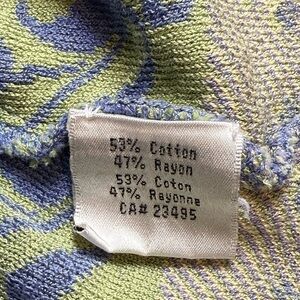 53% Cotton
47% Rayon
53% Coton
47% Rayonne
CA# 23495